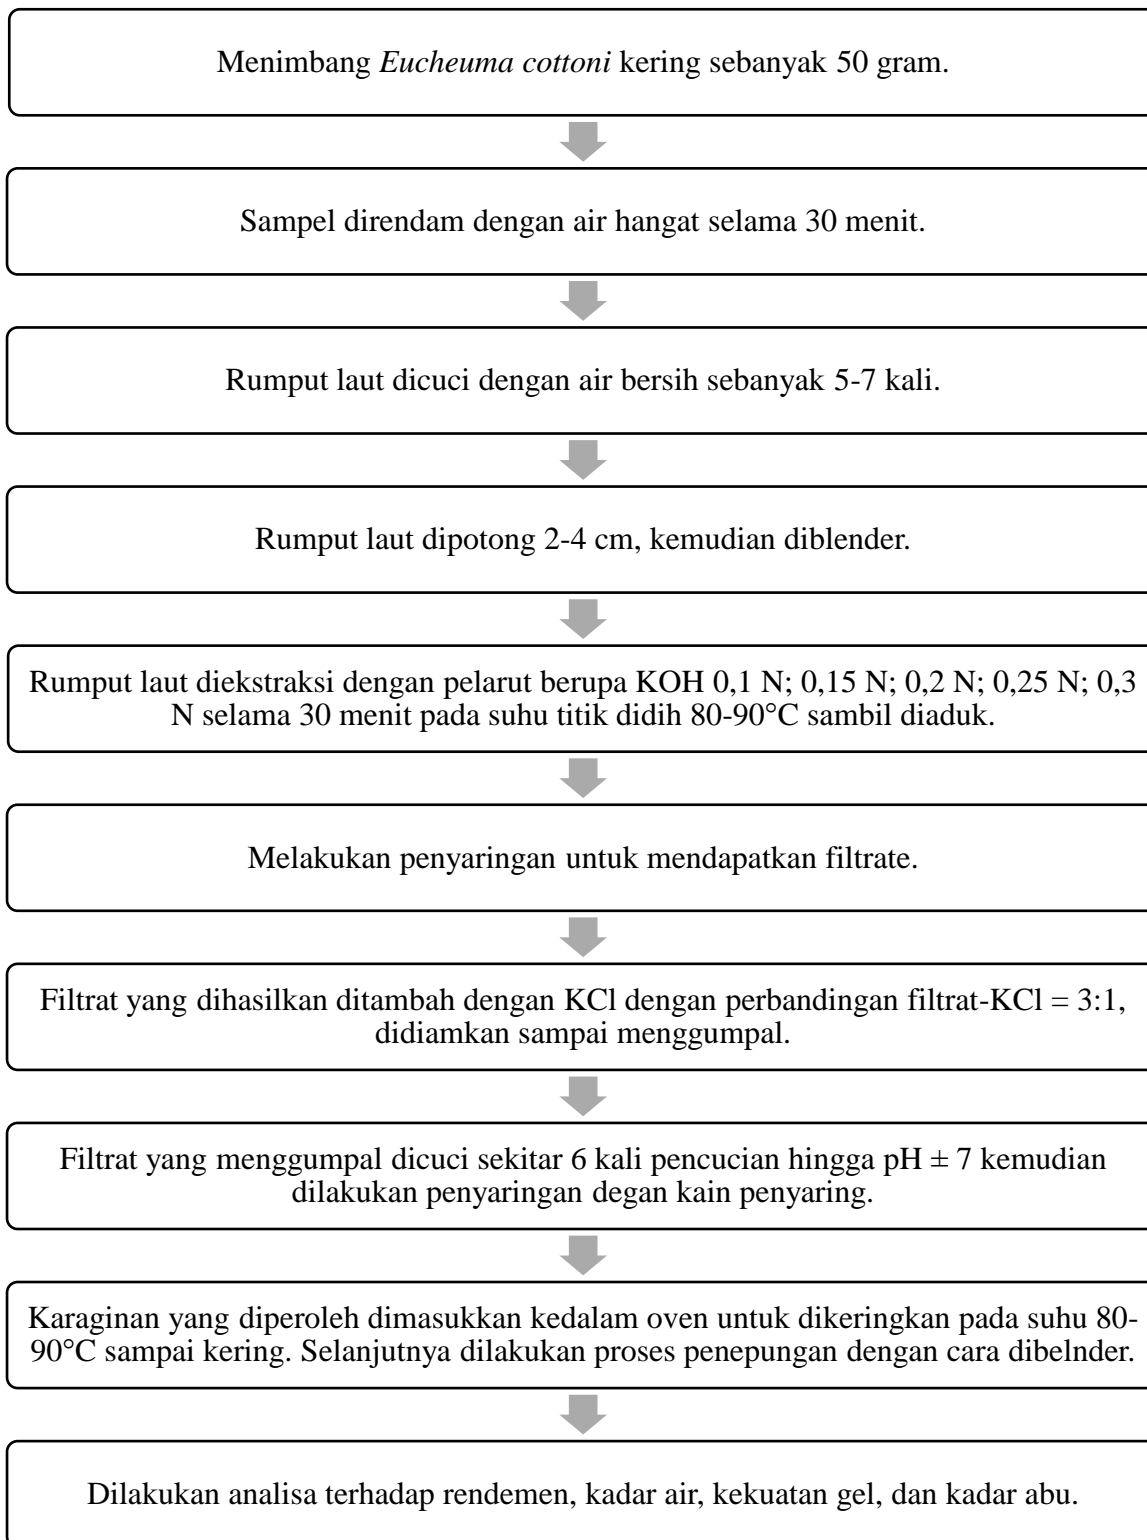 Menimbang Eucheuma cottoni kering sebanyak 50 gram.
Sampel direndam dengan air hangat selama 30 menit.
Rumput laut dicuci dengan air bersih sebanyak 5-7 kali.
Rumput laut dipotong 2-4 cm, kemudian diblender.
Rumput laut diekstraksi dengan pelarut berupa KOH 0,1 N; 0,15 N; 0,2 N; 0,25 N; 0,3
N selama 30 menit pada suhu titik didih 80-90°C sambil diaduk.
Melakukan penyaringan untuk mendapatkan filtrate.
Filtrat yang dihasilkan ditambah dengan KCl dengan perbandingan filtrat-KCl = 3:1,
didiamkan sampai menggumpal.
Filtrat yang menggumpal dicuci sekitar 6 kali pencucian hingga pH ± 7 kemudian
dilakukan penyaringan degan kain penyaring.
Karaginan yang diperoleh dimasukkan kedalam oven untuk dikeringkan pada suhu 80-
90°C sampai kering. Selanjutnya dilakukan proses penepungan dengan cara dibelnder.
Dilakukan analisa terhadap rendemen, kadar air, kekuatan gel, dan kadar abu.